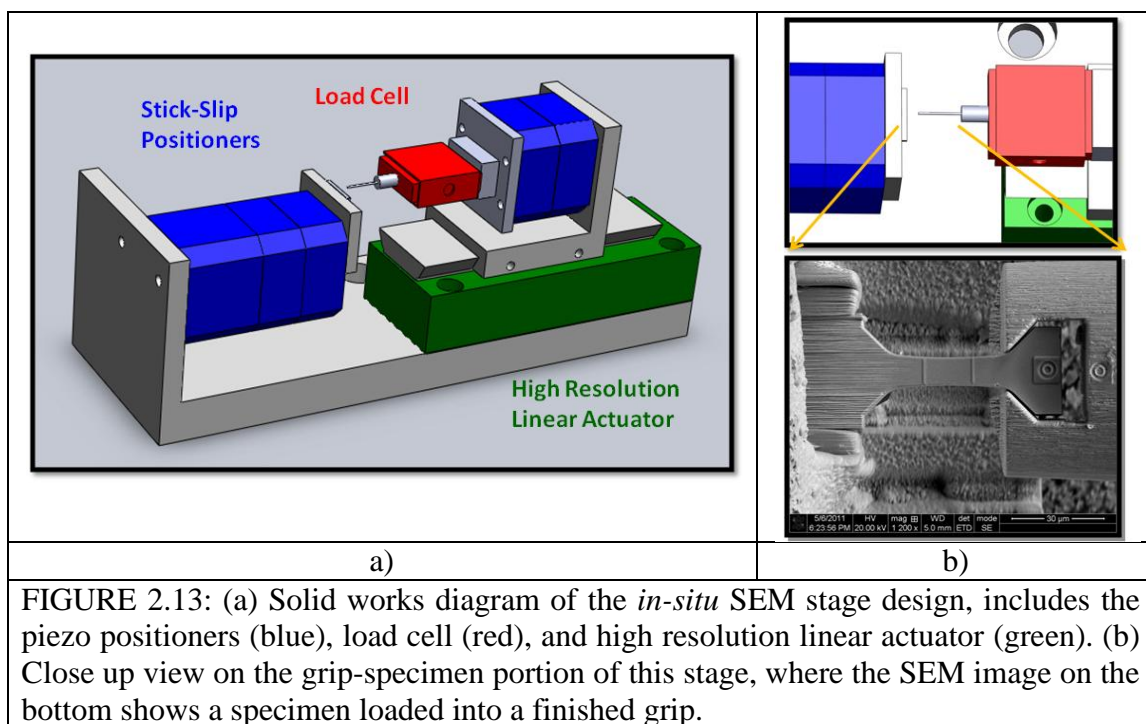 Stick-Slip
Positioners
Load Cell
High Resolution
Linear Actuator
5/6/2011 HV mag ⊞ WD det mode
6:23:56 PM 20.00 kV 1 200 x 5.0 mm ETD SE 30 µm
a) b)
FIGURE 2.13: (a) Solid works diagram of the in-situ SEM stage design, includes the
piezo positioners (blue), load cell (red), and high resolution linear actuator (green). (b)
Close up view on the grip-specimen portion of this stage, where the SEM image on the
bottom shows a specimen loaded into a finished grip.